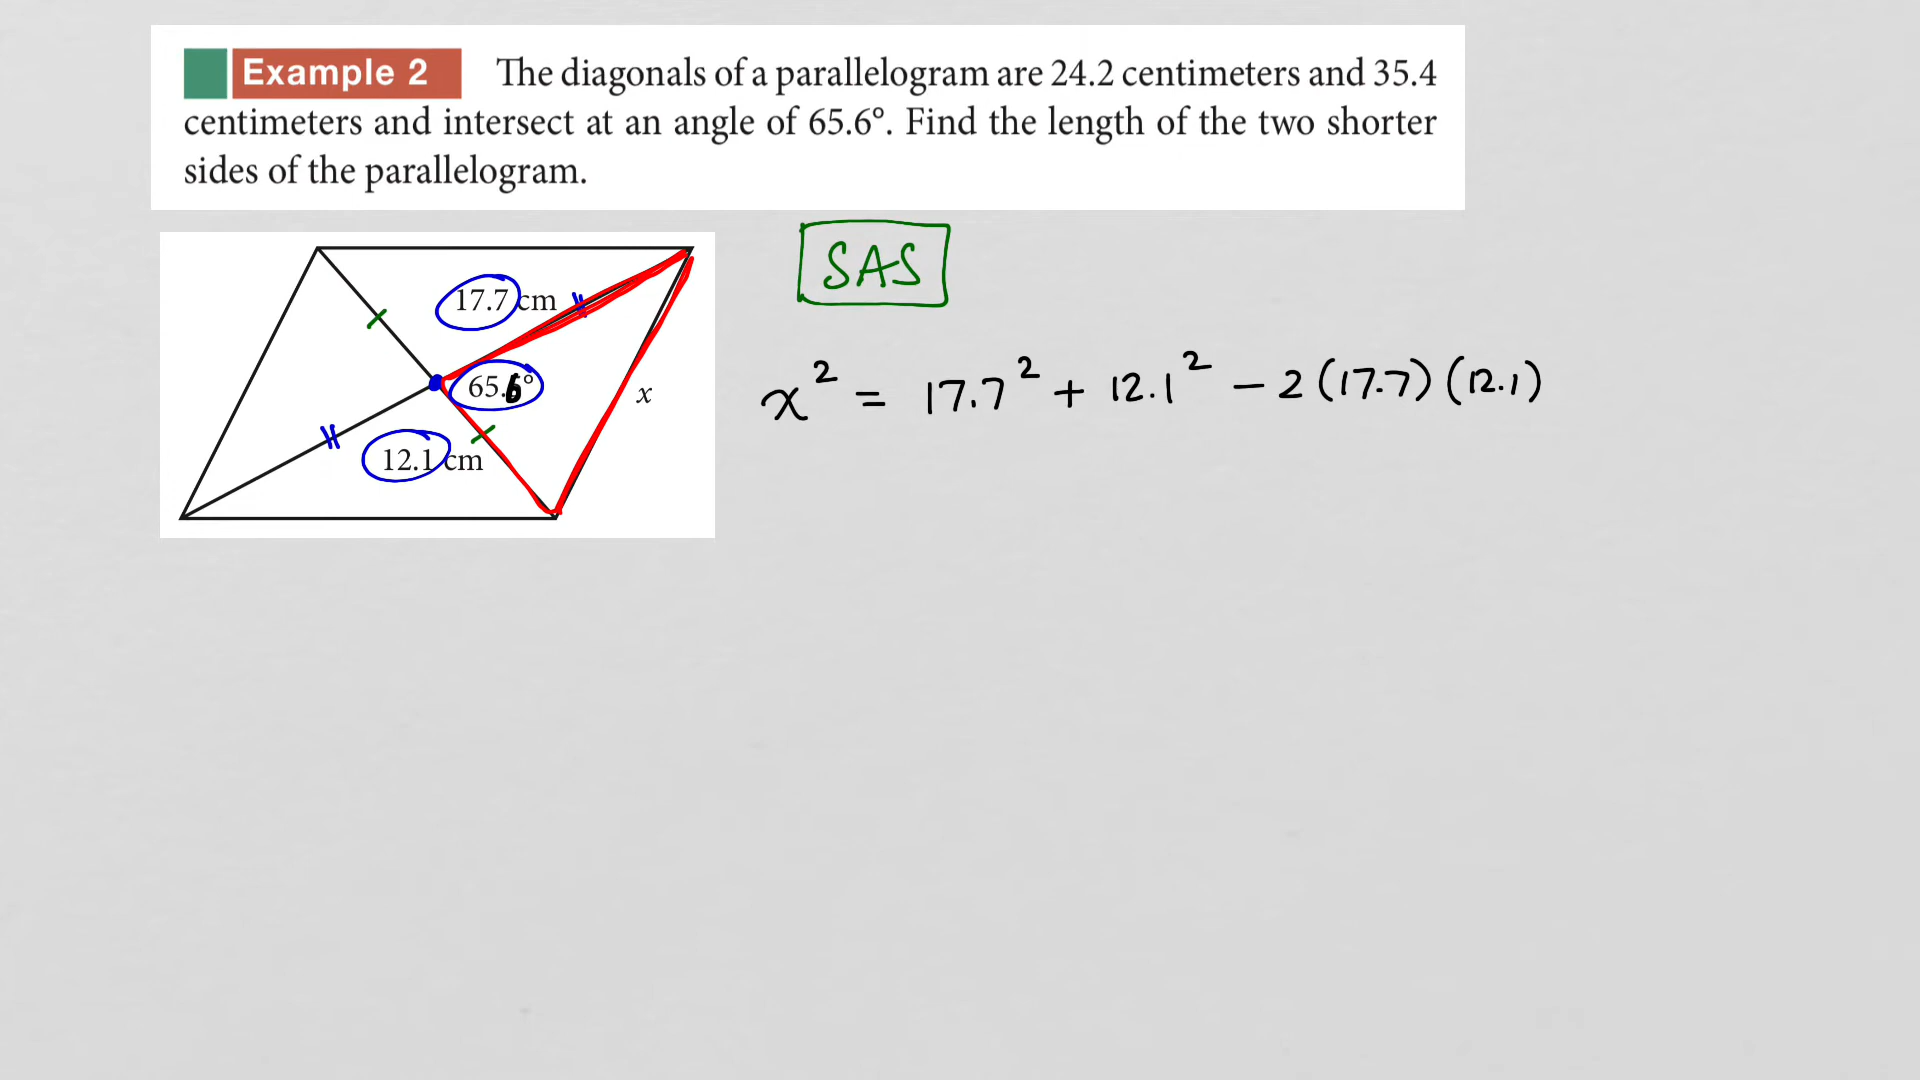 Example 2 The diagonals of a parallelogram are 24.2 centimeters and 35.4
centimeters and intersect at an angle of 65.6°. Find the length of the two shorter
sides of the parallelogram.
SAS
17.7 cm
65.6°
x
12.1 cm
x² = 17.7² + 12.1² − 2(17.7)(12.1)